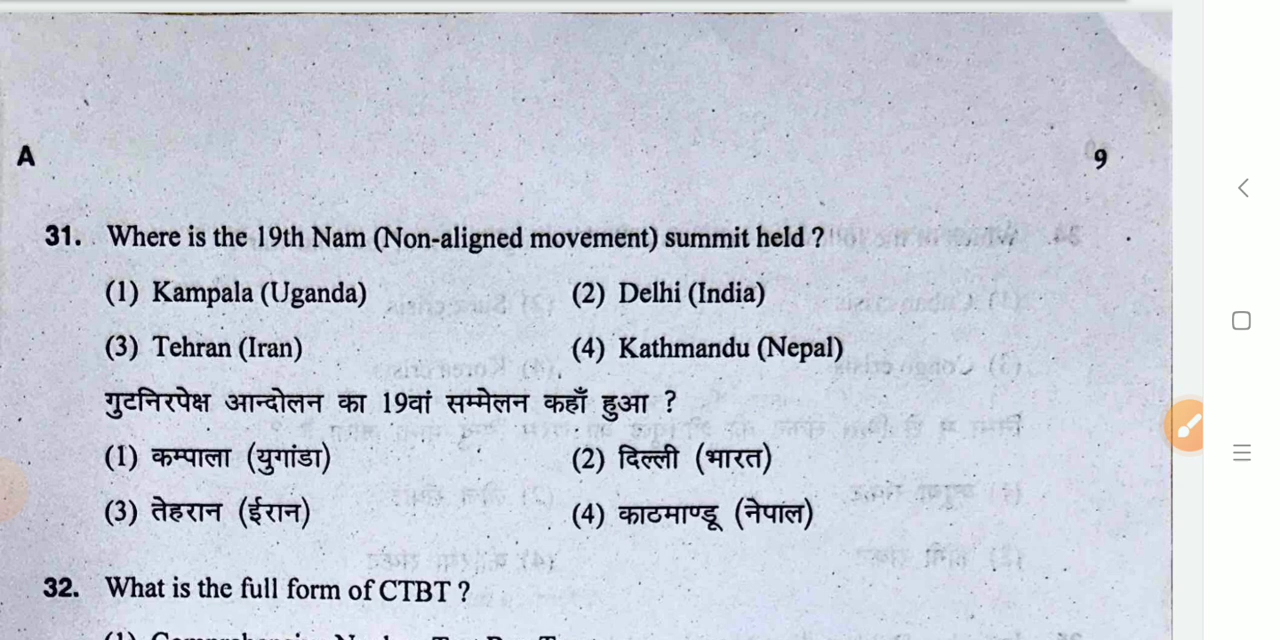 A
9
31. Where is the 19th Nam (Non-aligned movement) summit held ?
(1) Kampala (Uganda) (2) Delhi (India)
(3) Tehran (Iran) (4) Kathmandu (Nepal)
गुटनिरपेक्ष आन्दोलन का 19वां सम्मेलन कहाँ हुआ ?
(1) कम्पाला (युगांडा) (2) दिल्ली (भारत)
(3) तेहरान (ईरान) (4) काठमाण्डू (नेपाल)
32. What is the full form of CTBT ?